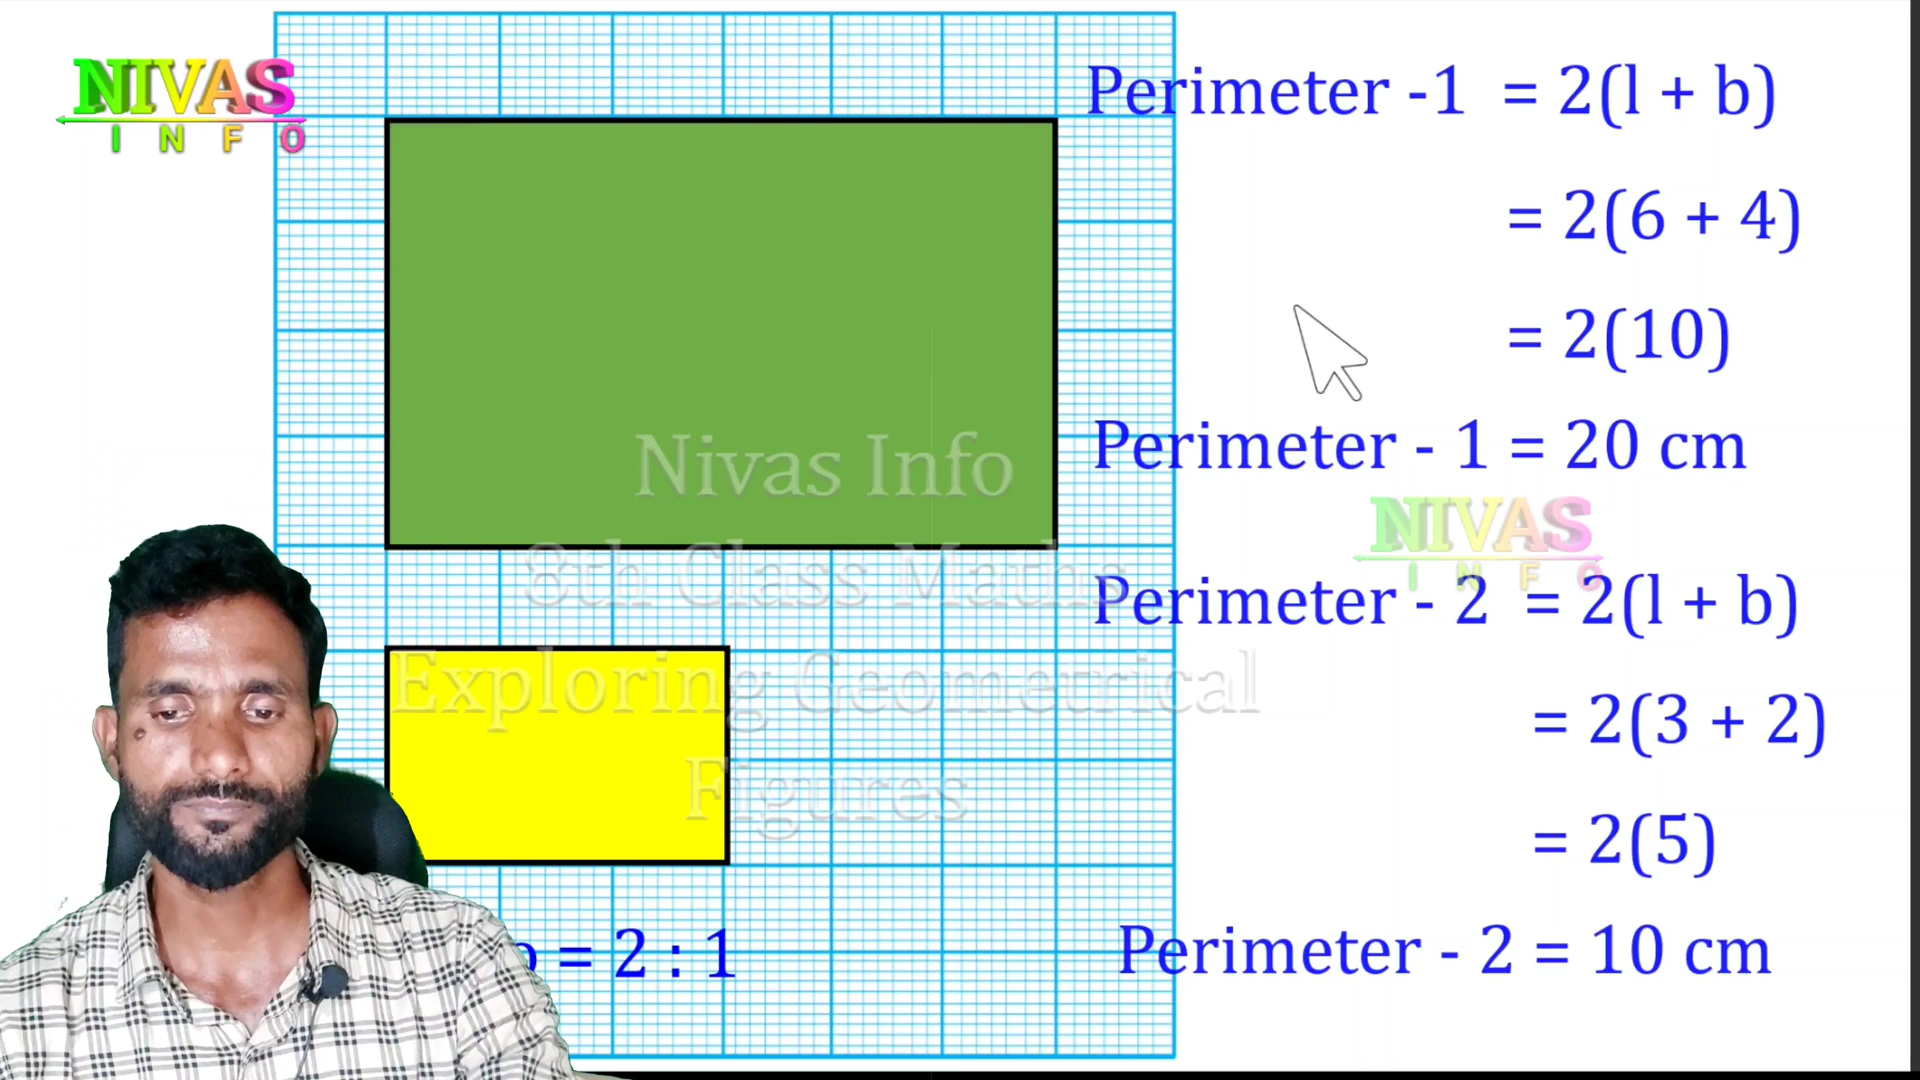 NIVAS
INFO
Perimeter -1 = 2(l + b)
= 2(6 + 4)
= 2(10)
Perimeter - 1 = 20 cm
Nivas Info
8th Class Maths
Exploring Geometrical
Figures
NIVAS
INFO
Perimeter - 2 = 2(l + b)
= 2(3 + 2)
= 2(5)
Perimeter - 2 = 10 cm
= 2 : 1